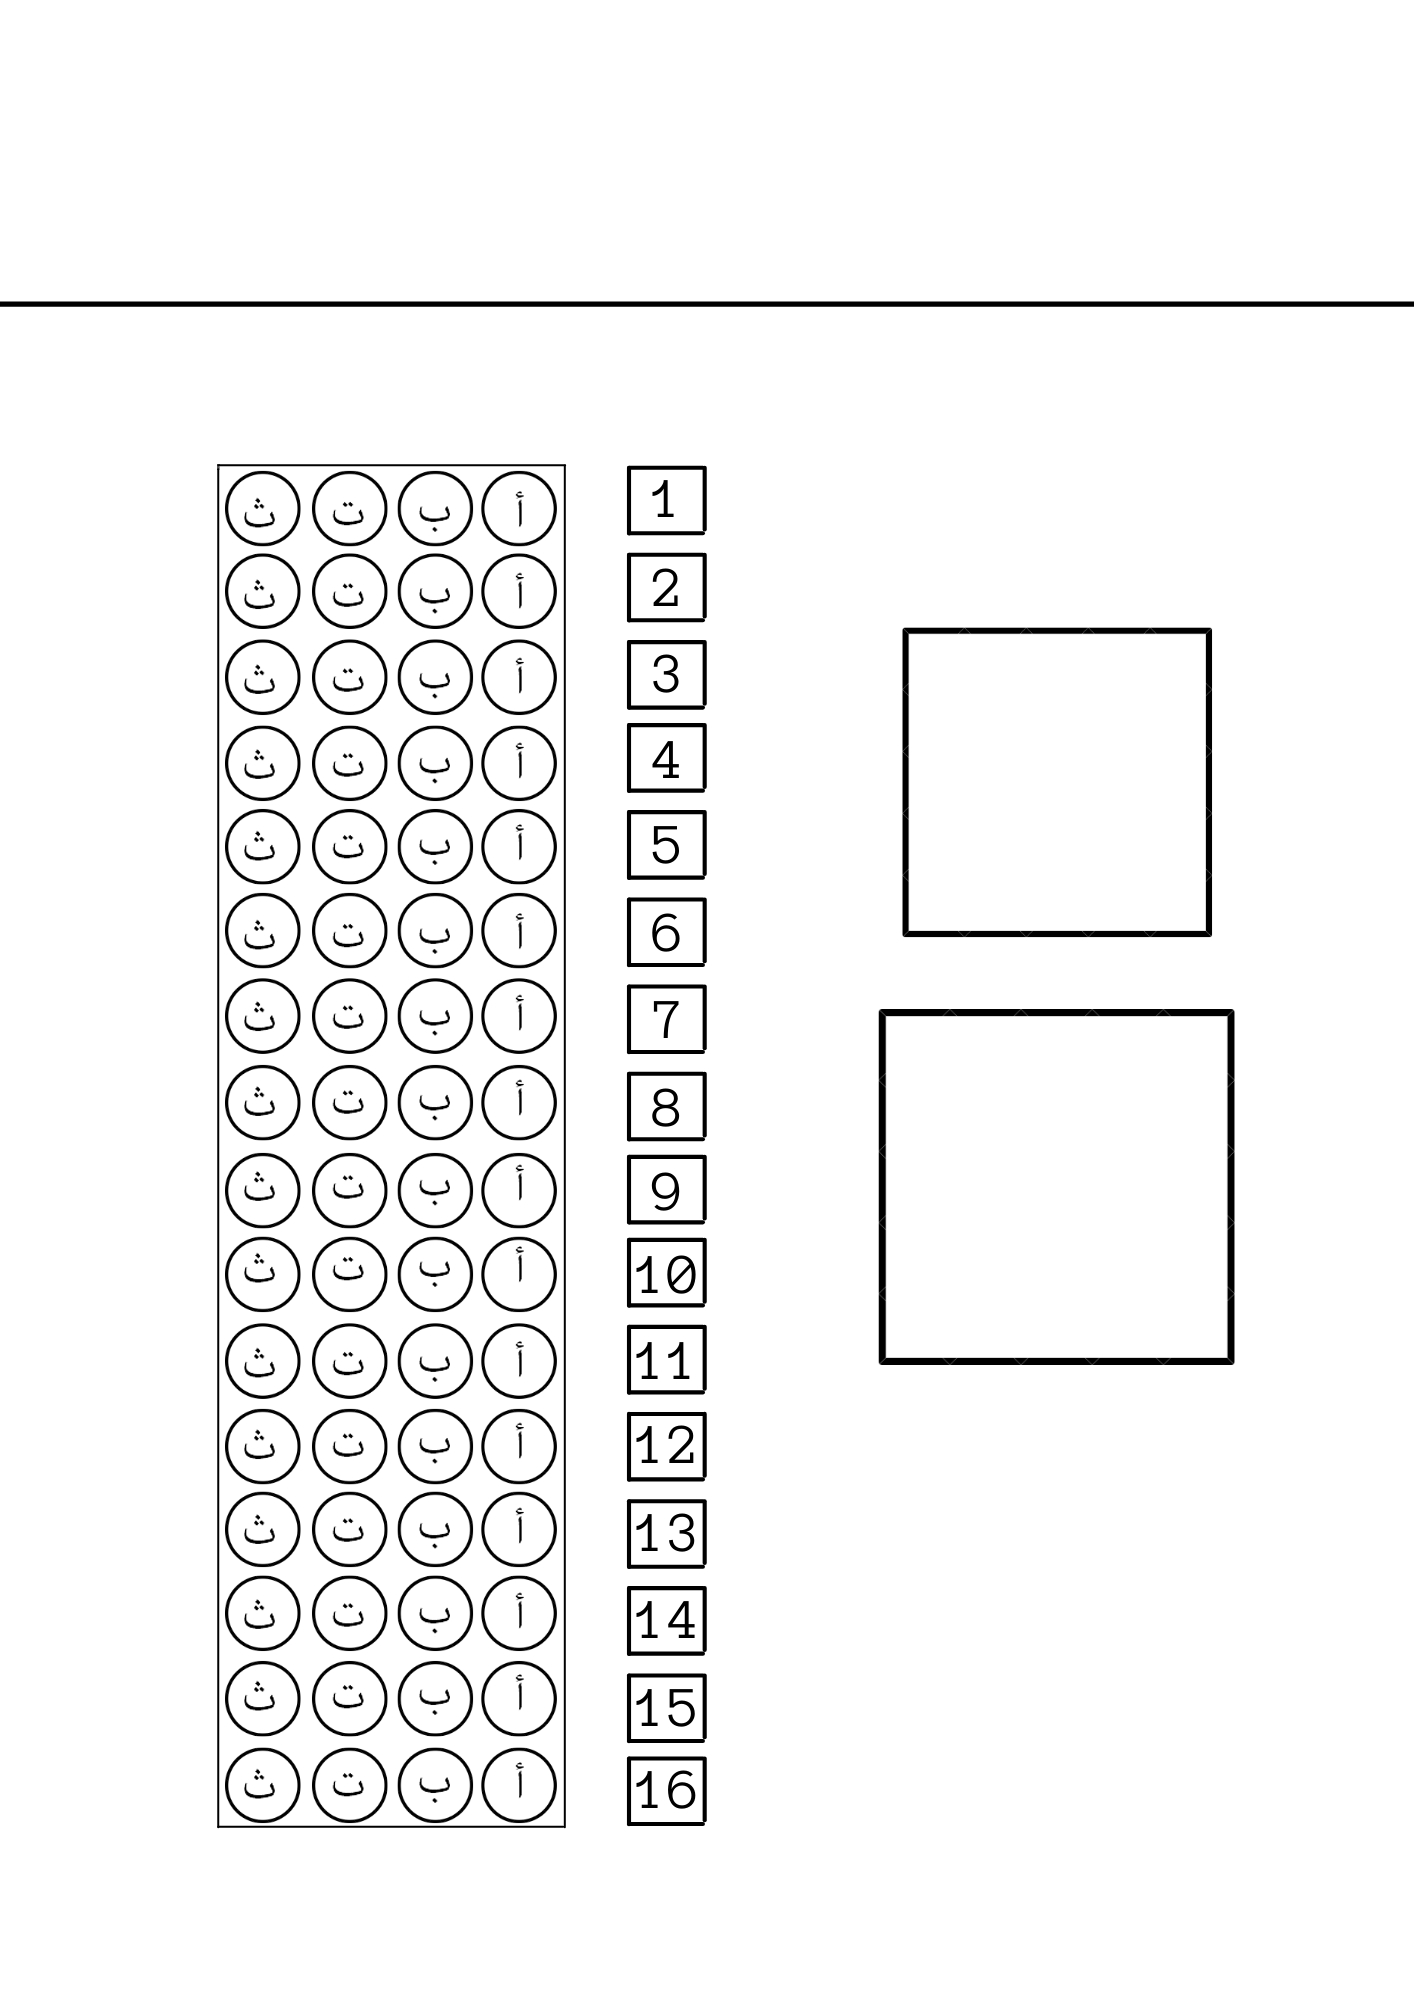 1 أ ب ت ث
2 أ ب ت ث
3 أ ب ت ث
4 أ ب ت ث
5 أ ب ت ث
6 أ ب ت ث
7 أ ب ت ث
8 أ ب ت ث
9 أ ب ت ث
10 أ ب ت ث
11 أ ب ت ث
12 أ ب ت ث
13 أ ب ت ث
14 أ ب ت ث
15 أ ب ت ث
16 أ ب ت ث